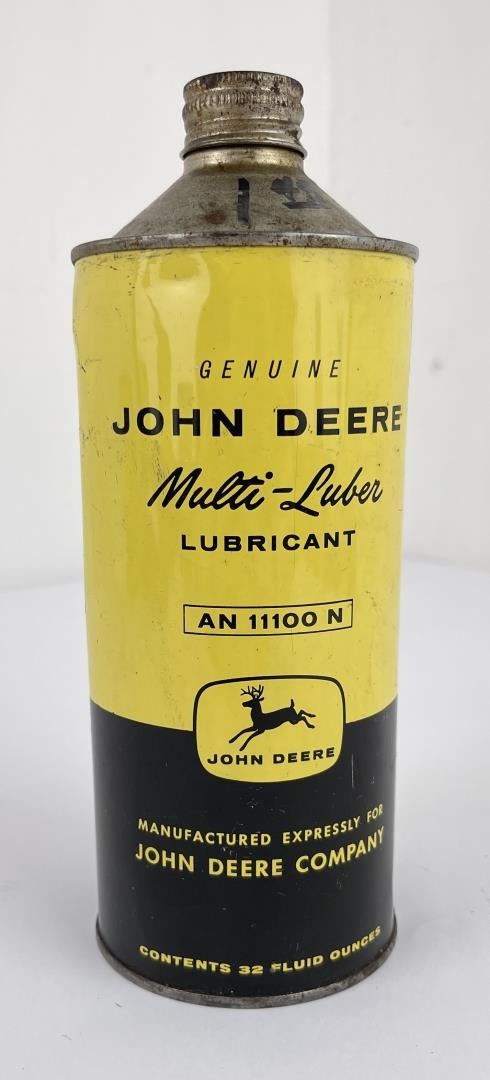 GENUINE
JOHN DEERE
Multi-Luber
LUBRICANT
AN 11100 N
JOHN DEERE
MANUFACTURED EXPRESSLY FOR
JOHN DEERE COMPANY
CONTENTS 32 FLUID OUNCES